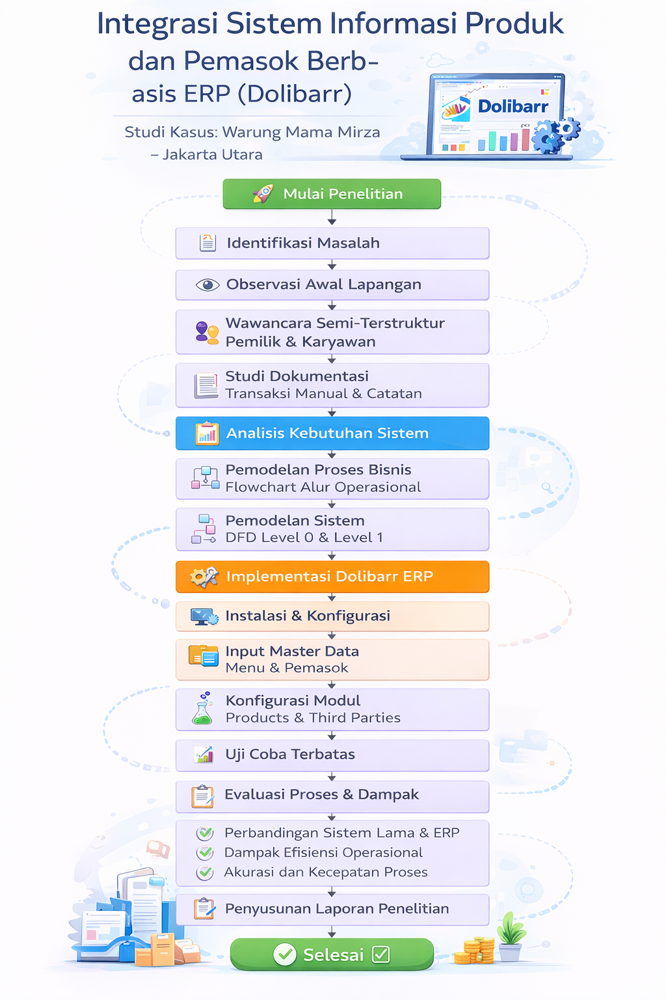 Integrasi Sistem Informasi Produk
dan Pemasok Berb-
asis ERP (Dolibarr)
Studi Kasus: Warung Mama Mirza
– Jakarta Utara
Dolibarr
Mulai Penelitian
Identifikasi Masalah
Observasi Awal Lapangan
Wawancara Semi-Terstruktur
Pemilik & Karyawan
Studi Dokumentasi
Transaksi Manual & Catatan
Analisis Kebutuhan Sistem
Pemodelan Proses Bisnis
Flowchart Alur Operasional
Pemodelan Sistem
DFD Level 0 & Level 1
Implementasi Dolibarr ERP
Instalasi & Konfigurasi
Input Master Data
Menu & Pemasok
Konfigurasi Modul
Products & Third Parties
Uji Coba Terbatas
Evaluasi Proses & Dampak
Perbandingan Sistem Lama & ERP
Dampak Efisiensi Operasional
Akurasi dan Kecepatan Proses
Penyusunan Laporan Penelitian
Selesai